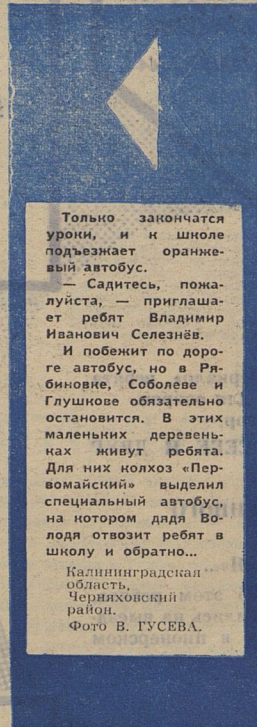 Только закончатся
уроки, и к школе
подъезжает оранже-
вый автобус.
— Садитесь, пожа-
луйста, — приглаша-
ет ребят Владимир
Иванович Селезнёв.
И побежит по доро-
ге автобус, но в Ря-
биновке, Соболеве и
Глушкове обязательно
остановится. В этих
маленьких деревень-
ках живут ребята.
Для них колхоз «Пер-
вомайский» выделил
специальный автобус,
на котором дядя Во-
лодя отвозит ребят в
школу и обратно...
Калининградская
область,
Черняховский
район.
Фото В. ГУСЕВА.